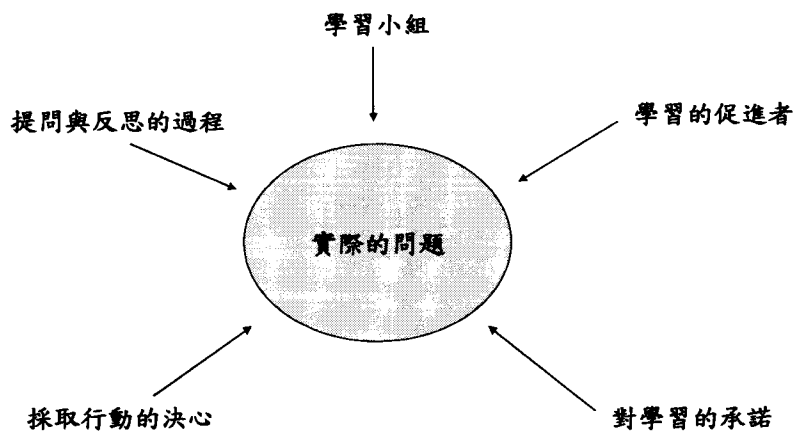 學習小組
提問與反思的過程
學習的促進者
實際的問題
採取行動的決心
對學習的承諾